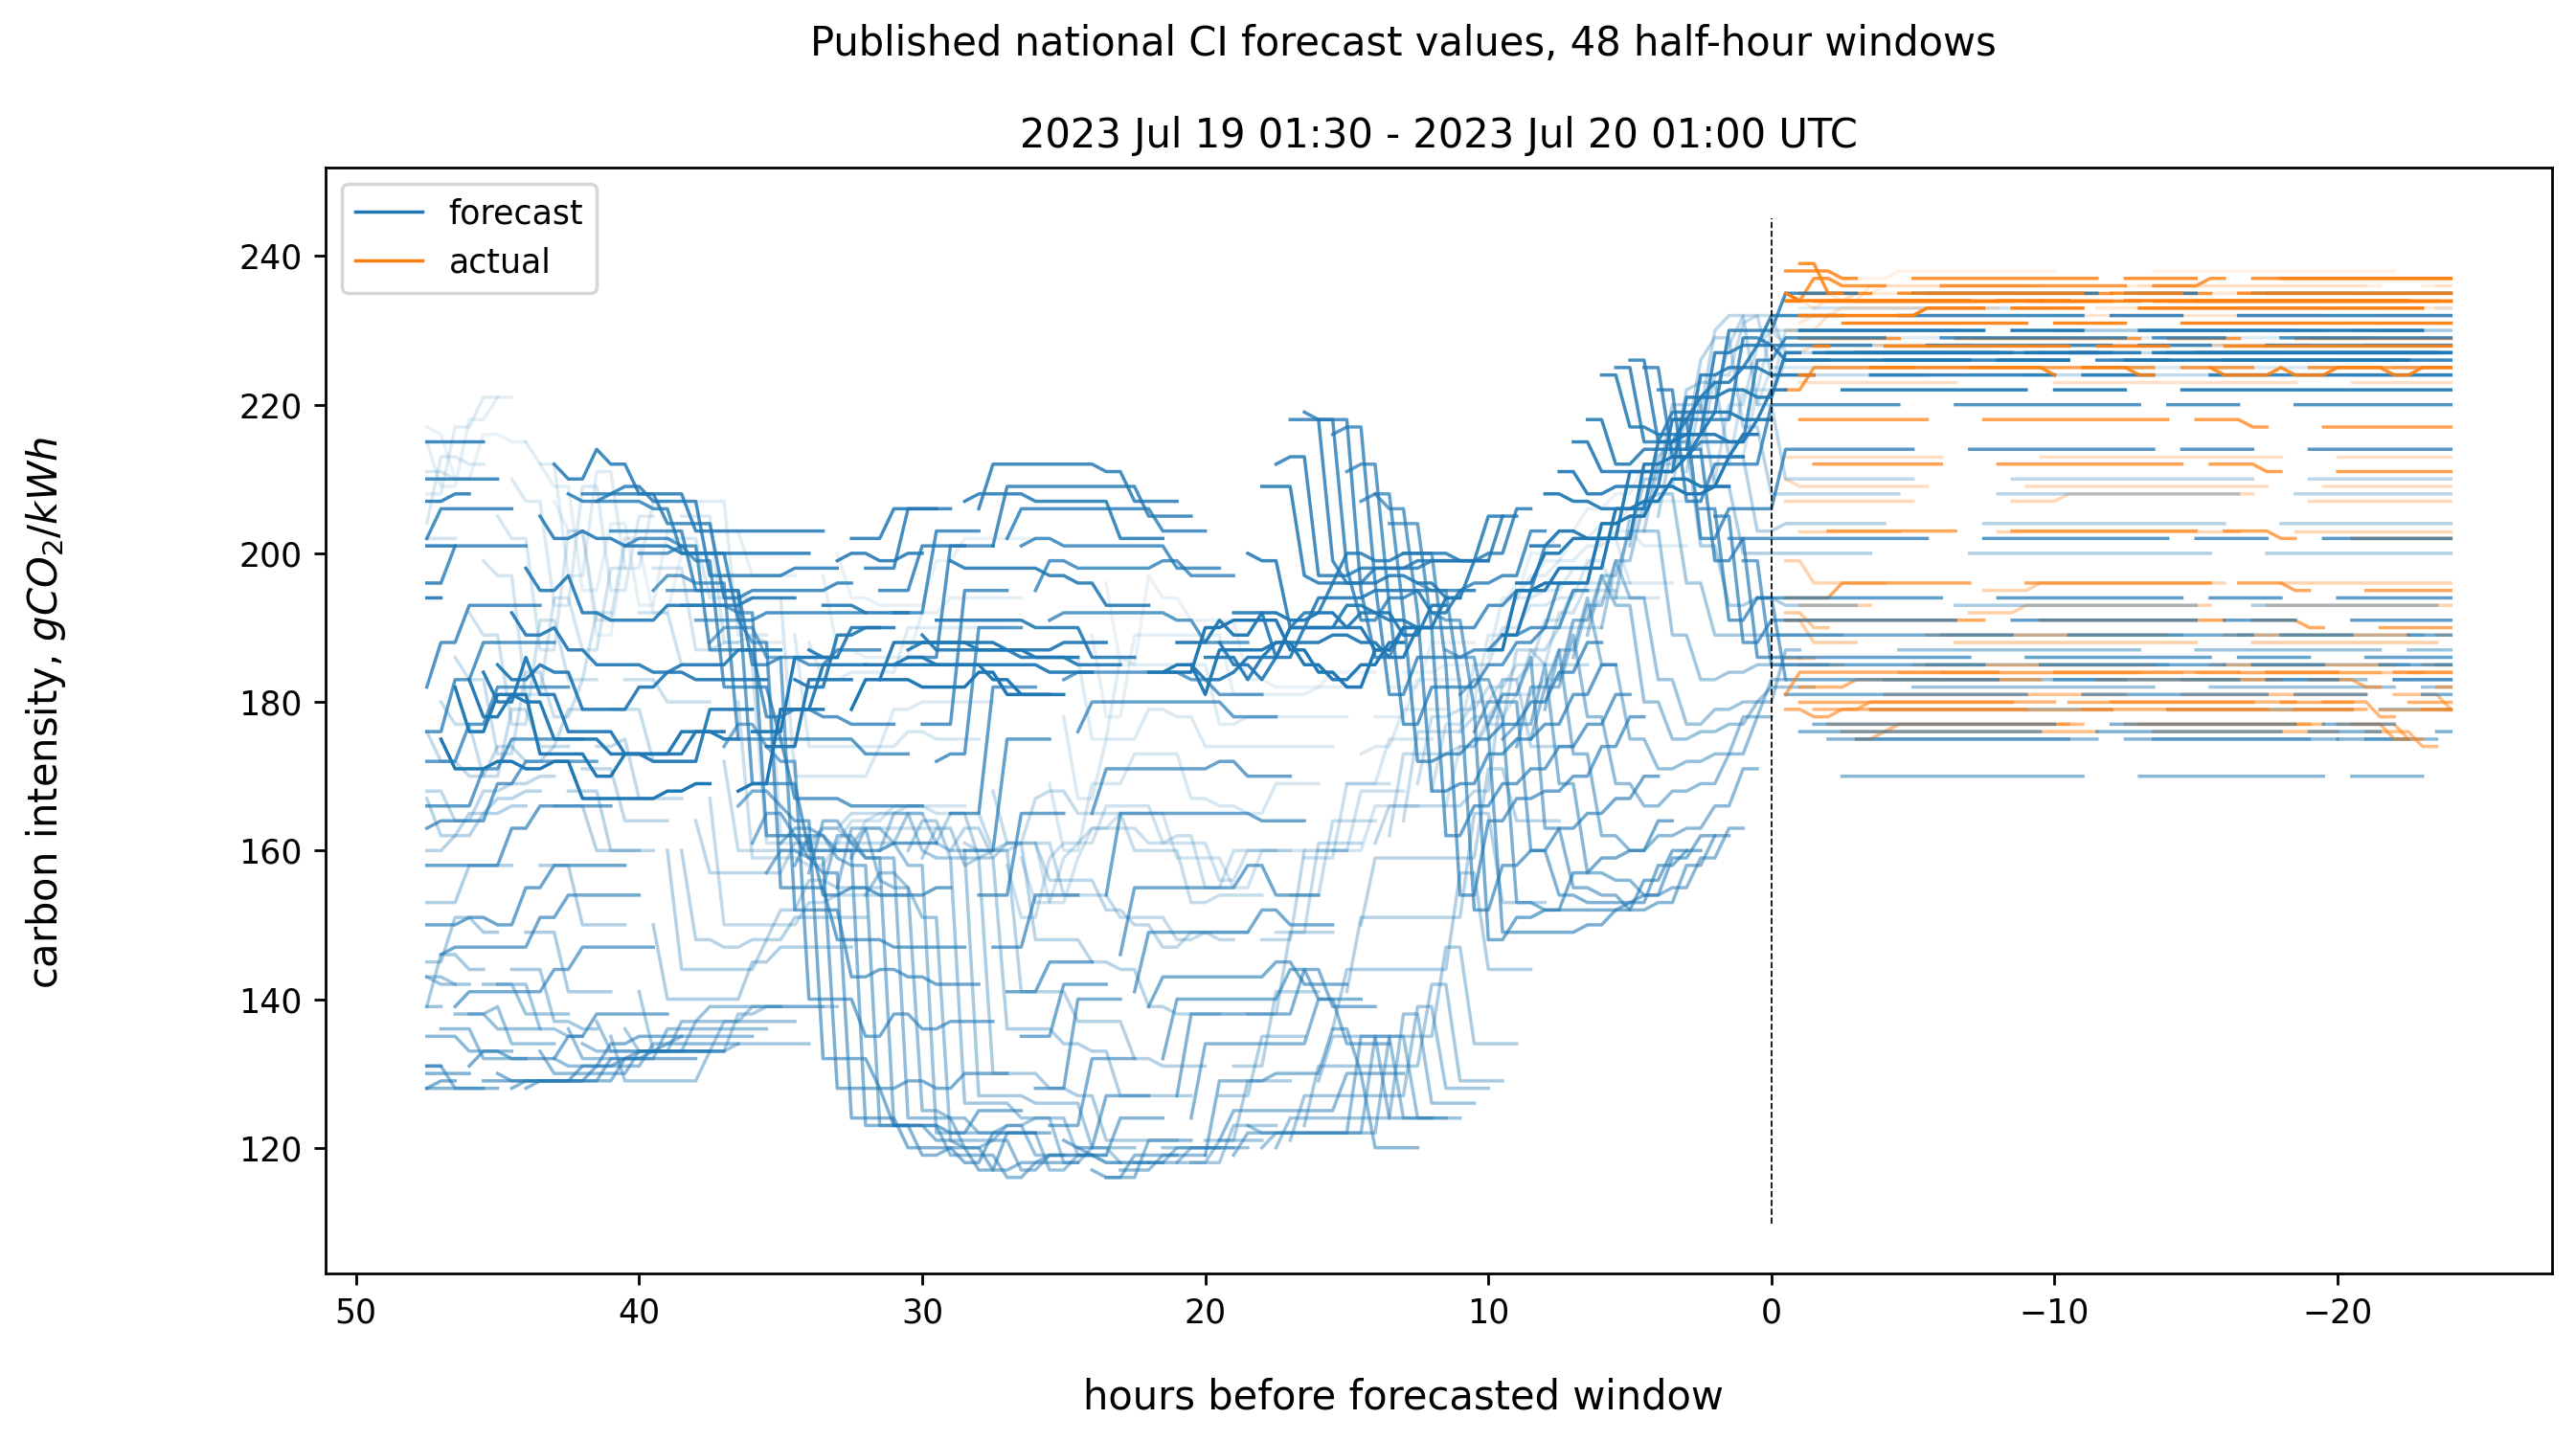 Published national CI forecast values, 48 half-hour windows
2023 Jul 19 01:30 - 2023 Jul 20 01:00 UTC
forecast
actual
240
220
200
180
160
140
120
carbon intensity, gCO₂/kWh
50 40 30 20 10 0 −10 −20
hours before forecasted window